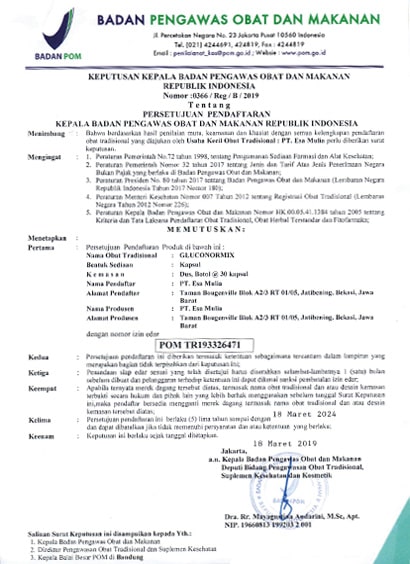 BADAN PENGAWAS OBAT DAN MAKANAN
Jl. Percetakan Negara No. 23 Jakarta Pusat 10560 Indonesia
Tel. (021) 4244691, 424819, Fax : 4244819
Email : penilaianat_kos@pom.go.id ; Website : www.pom.go.id
BADAN POM
KEPUTUSAN KEPALA BADAN PENGAWAS OBAT DAN MAKANAN
REPUBLIK INDONESIA
Nomor :0366 / Reg / B / 2019
T e n t a n g
PERSETUJUAN PENDAFTARAN
KEPALA BADAN PENGAWAS OBAT DAN MAKANAN REPUBLIK INDONESIA
Menimbang : Bahwa berdasarkan hasil penilaian mutu, keamanan dan khasiat dengan semua kelengkapan pendaftaran
obat tradisional yang diajukan oleh Usaha Kecil Obat Tradisional : PT. Esa Mulia perlu diberikan surat
keputusan.
Mengingat : 1. Peraturan Pemerintah No.72 tahun 1998, tentang Pengamanan Sediaan Farmasi dan Alat Kesehatan;
2. Peraturan Pemerintah Nomor 32 tahun 2017 tentang Jenis dan Tarif Atas Jenis Penerimaan Negara
Bukan Pajak yang berlaku di Badan Pengawas Obat dan Makanan;
3. Peraturan Presiden No. 80 tahun 2017 tentang Badan Pengawas Obat dan Makanan (Lembaran Negara
Republik Indonesia Tahun 2017 Nomor 180);
4. Peraturan Menteri Kesehatan Nomor 007 Tahun 2012 tentang Registrasi Obat Tradisional (Lembaran
Negara Tahun 2012 Nomor 226);
5. Peraturan Kepala Badan Pengawas Obat dan Makanan Nomor HK.00.05.41.1384 tahun 2005 tentang
Kriteria dan Tata Laksana Pendaftaran Obat Tradisional, Obat Herbal Terstandar dan Fitofarmaka;
M E M U T U S K A N :
Menetapkan :
Pertama : Persetujuan Pendaftaran Produk di bawah ini :
Nama Obat Tradisional : GLUCONORMIX
Bentuk Sediaan : Kapsul
K e m a s a n : Dus, Botol @ 30 kapsul
Nama Pendaftar : PT. Esa Mulia
Alamat Pendaftar : Taman Bougenville Blok A2/3 RT 01/05, Jatibening, Bekasi, Jawa
Barat
Nama Produsen : PT. Esa Mulia
Alamat Produsen : Taman Bougenville Blok A2/3 RT 01/05, Jatibening, Bekasi, Jawa
Barat
dengan nomor izin edar
POM TR193326471
Kedua : Persetujuan pendaftaran ini diberikan termasuk ketentuan sebagaimana tercantum dalam lampiran yang
merupakan bagian tidak terpisahkan dari keputusan ini;
Ketiga : Penandaan siap edar sesuai yang telah disetujui harus diserahkan selambat-lambatnya 1 (satu) bulan
sebelum dibuat dan pelanggaran terhadap ketentuan ini dapat dikenai sanksi pembatalan izin edar;
Keempat : Apabila ternyata merek dagang tersebut diatas, termasuk nama obat tradisional dan atau desain kemasan
terbukti secara hukum dan pihak lain yang lebih berhak menggunakan sebelum tanggal Surat Keputusan
ini,maka pendaftar bersedia mengganti merek dagang termasuk nama obat tradisional dan atau desain
kemasan tersebut diatas;
Kelima : Persetujuan pendaftaran ini berlaku (5) lima tahun sampai dengan 18 Maret 2024
dan dapat dibatalkan jika tidak memenuhi persyaratan dan atau ketentuan yang berlaku;
Keenam : Keputusan ini berlaku sejak tanggal ditetapkan.
18 Maret 2019
Jakarta,
a.n. Kepala Badan Pengawas Obat dan Makanan
Deputi Bidang Pengawasan Obat Tradisional,
Suplemen Kesehatan dan Kosmetik
Dra. Rr. Mayagustina Andarini, M.Sc, Apt.
NIP. 19660813 199203 2 001
Salinan Surat Keputusan ini disampaikan kepada Yth.:
1. Kepala Badan Pengawas Obat dan Makanan
2. Direktur Pengawasan Obat Tradisional dan Suplemen Kesehatan
3. Kepala Balai Besar POM di Bandung